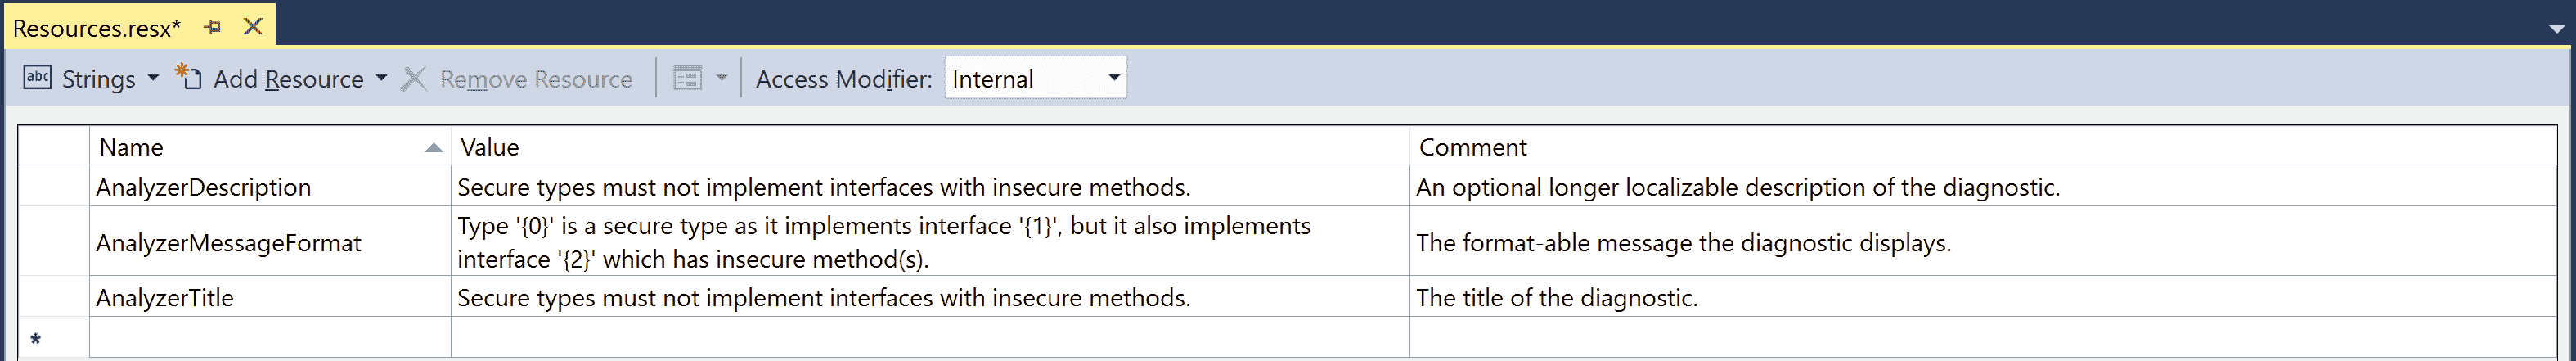 Resources.resx*
abc Strings Add Resource Remove Resource Access Modifier: Internal
Name Value Comment
AnalyzerDescription Secure types must not implement interfaces with insecure methods. An optional longer localizable description of the diagnostic.
AnalyzerMessageFormat Type '{0}' is a secure type as it implements interface '{1}', but it also implements
interface '{2}' which has insecure method(s). The format-able message the diagnostic displays.
AnalyzerTitle Secure types must not implement interfaces with insecure methods. The title of the diagnostic.
*